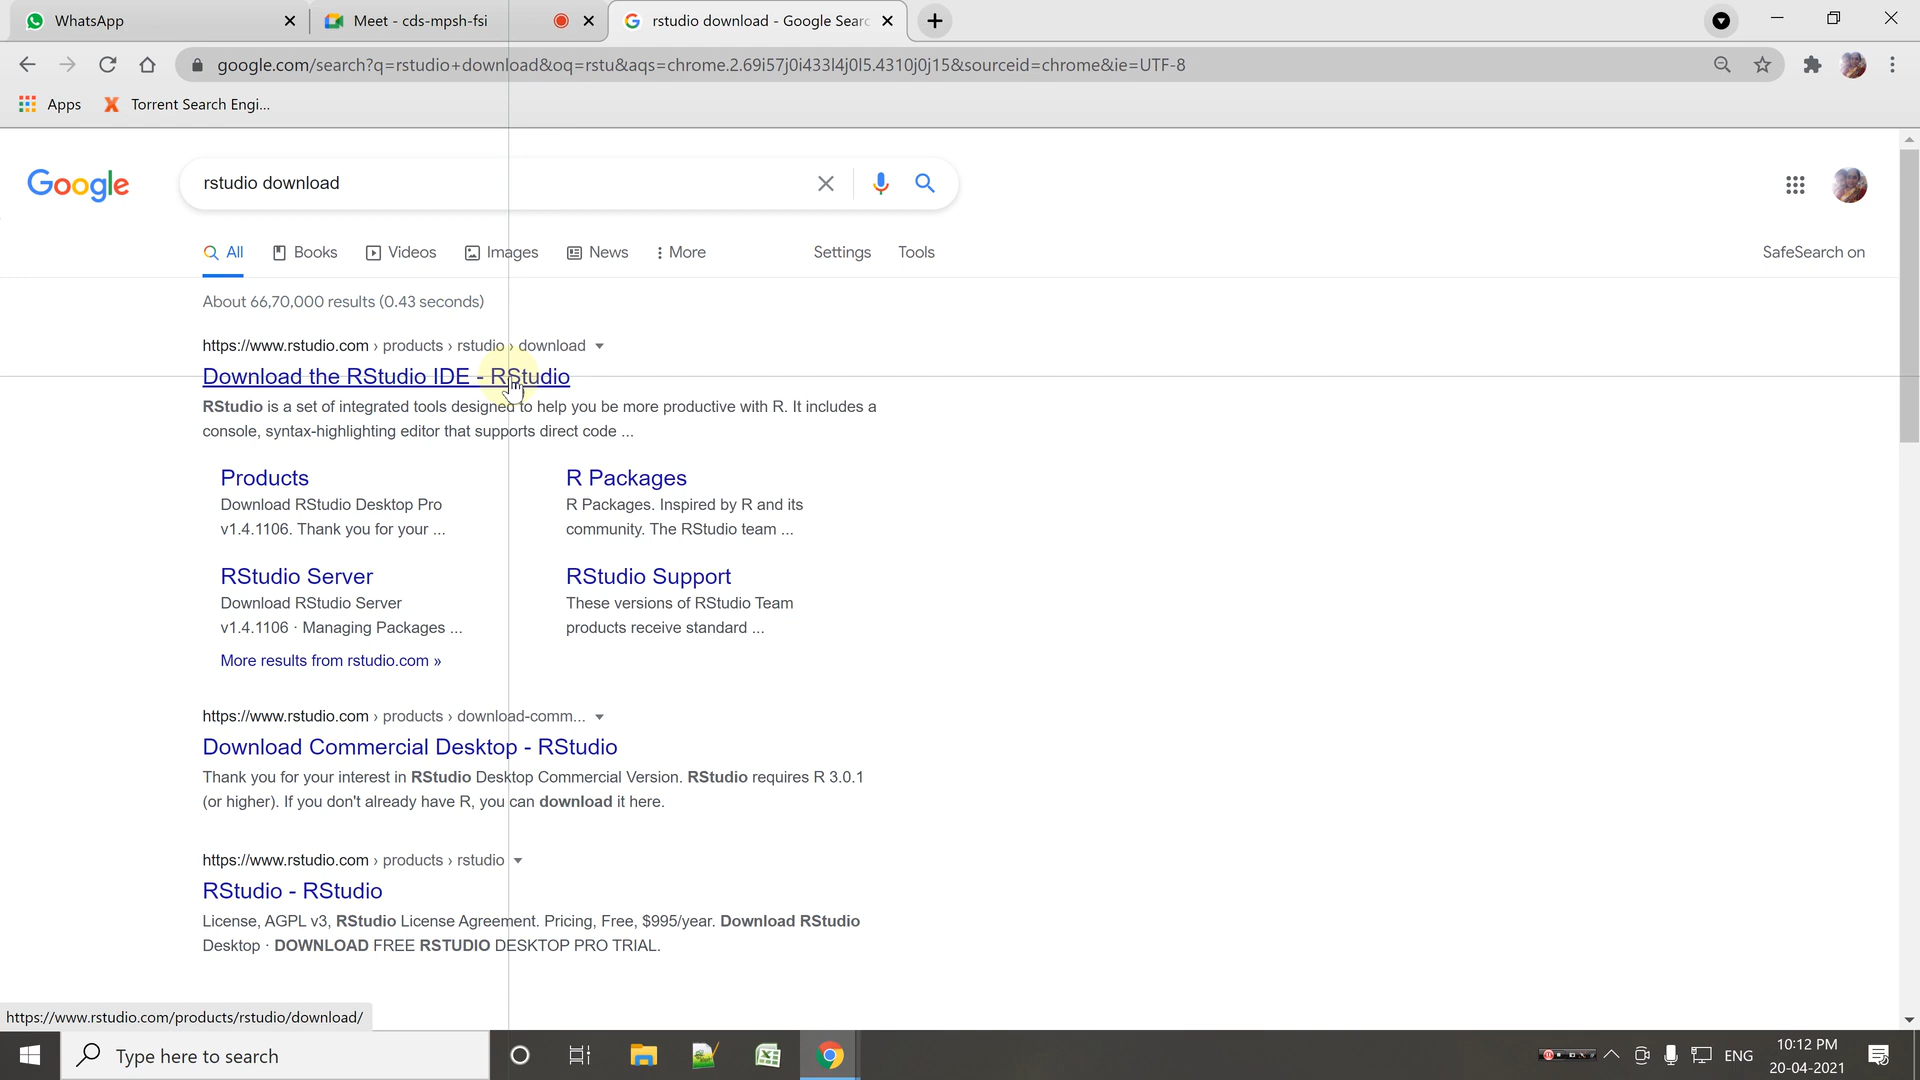 WhatsApp
Meet - cds-mpsh-fsi
rstudio download - Google Searc
google.com/search?q=rstudio+download&oq=rstu&aqs=chrome.2.69i57j0i433l4j0l5.4310j0j15&sourceid=chrome&ie=UTF-8
Apps
Torrent Search Engi...
Google
rstudio download
All
Books
Videos
Images
News
More
Settings
Tools
SafeSearch on
About 66,70,000 results (0.43 seconds)
https://www.rstudio.com › products › rstudio › download
Download the RStudio IDE - RStudio
RStudio is a set of integrated tools designed to help you be more productive with R. It includes a
console, syntax-highlighting editor that supports direct code ...
Products
Download RStudio Desktop Pro
v1.4.1106. Thank you for your ...
R Packages
R Packages. Inspired by R and its
community. The RStudio team ...
RStudio Server
Download RStudio Server
v1.4.1106 · Managing Packages ...
RStudio Support
These versions of RStudio Team
products receive standard ...
More results from rstudio.com »
https://www.rstudio.com › products › download-comm...
Download Commercial Desktop - RStudio
Thank you for your interest in RStudio Desktop Commercial Version. RStudio requires R 3.0.1
(or higher). If you don't already have R, you can download it here.
https://www.rstudio.com › products › rstudio
RStudio - RStudio
License, AGPL v3, RStudio License Agreement. Pricing, Free, $995/year. Download RStudio
Desktop · DOWNLOAD FREE RSTUDIO DESKTOP PRO TRIAL.
https://www.rstudio.com/products/rstudio/download/
Type here to search
ENG
10:12 PM
20-04-2021